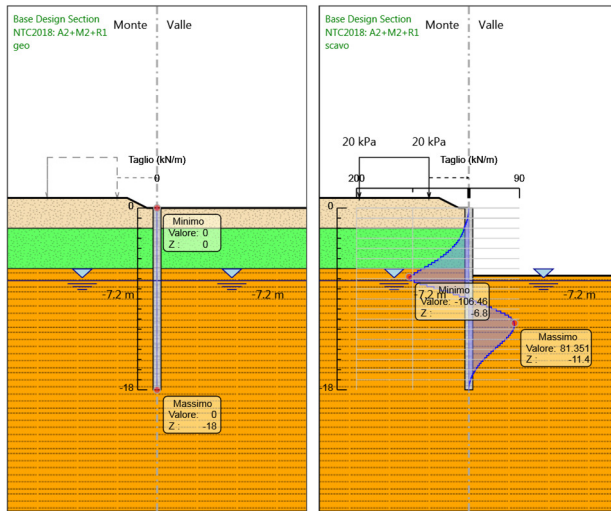 Base Design Section
NTC2018: A2+M2+R1
geo
Monte
Valle
Taglio (kN/m)
0
0
Minimo
Valore: 0
Z : 0
-7.2 m
-7.2 m
-18
Massimo
Valore: 0
Z : -18
Base Design Section
NTC2018: A2+M2+R1
scavo
Monte
Valle
20 kPa
20 kPa
Taglio (kN/m)
200
90
0
-7.2 m
-7.2 m
Minimo
Valore: -106.46
Z : -6.8
Massimo
Valore: 81.351
Z : -11.4
-18